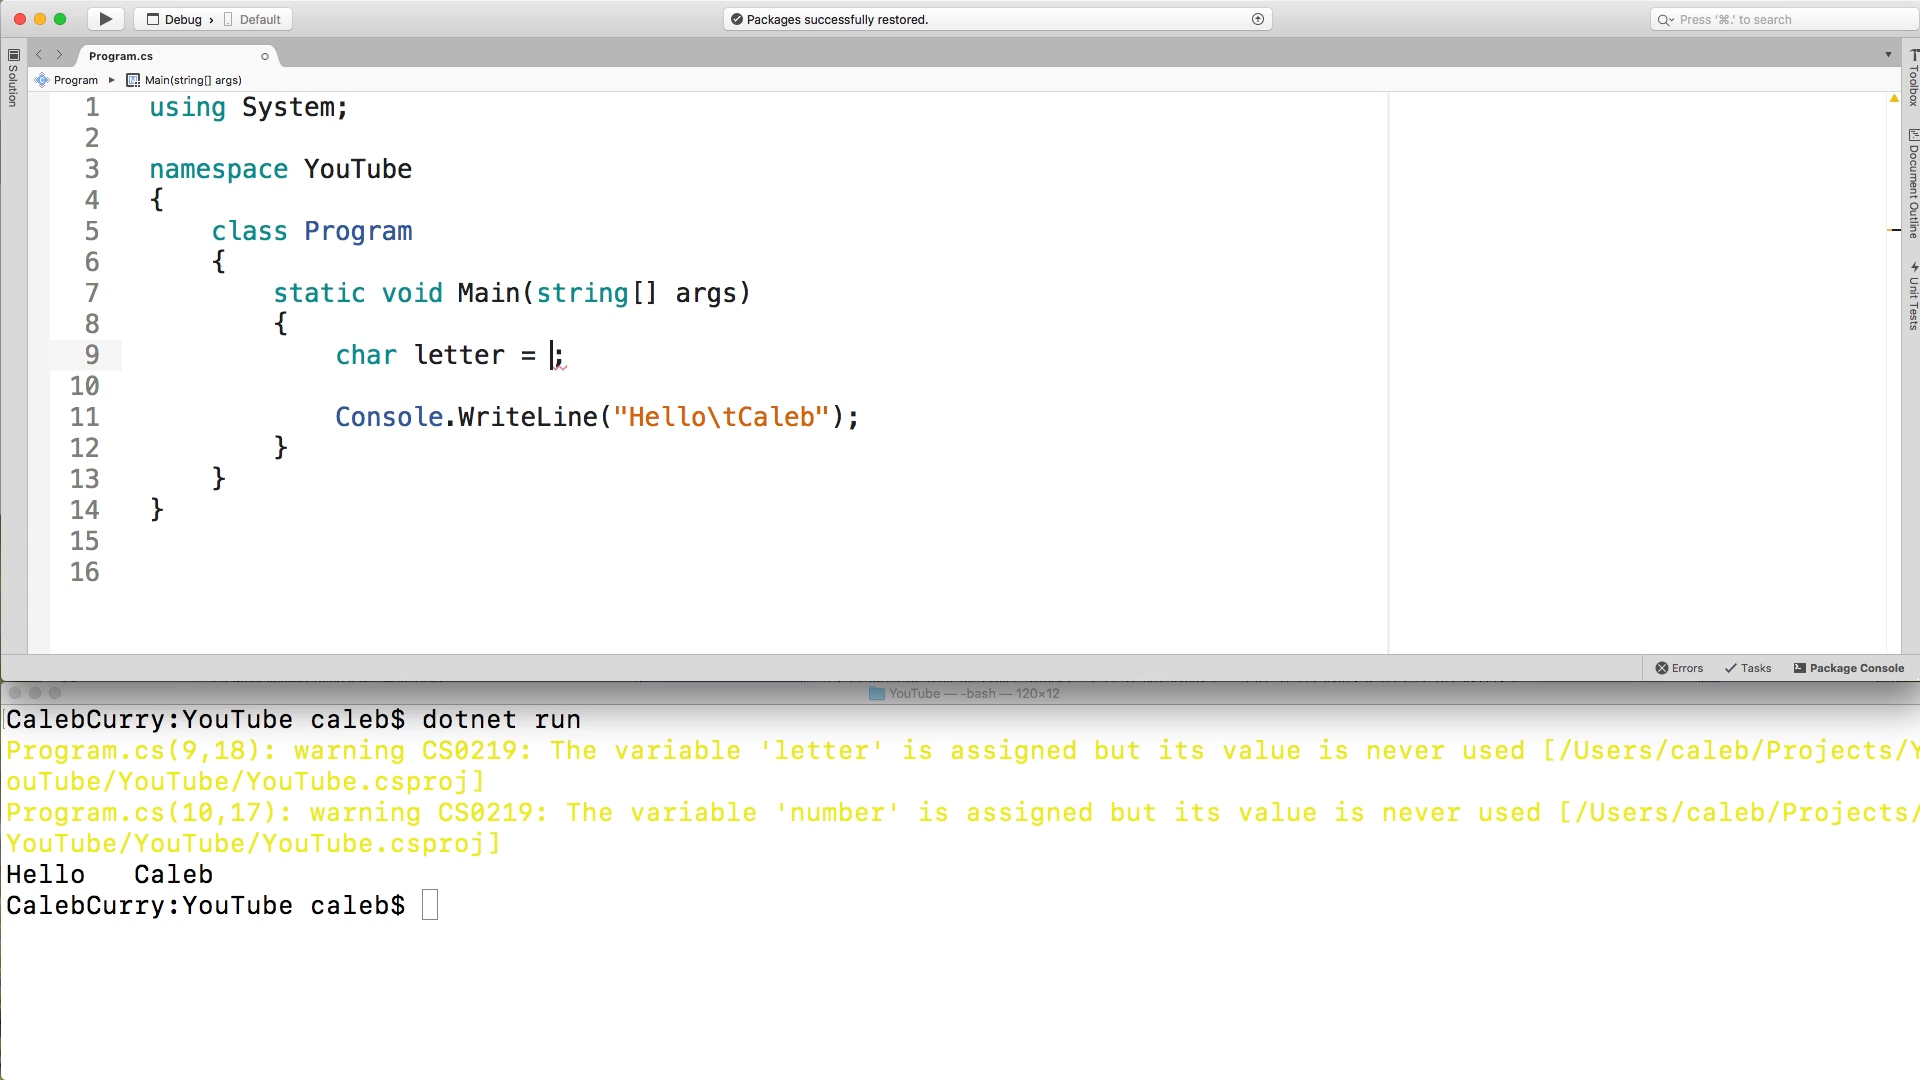 Debug › Default
Packages successfully restored.
Press '⌘.' to search
Solution
Program.cs
Program ▸ Main(string[] args)
1 using System;
2
3 namespace YouTube
4 {
5 class Program
6 {
7 static void Main(string[] args)
8 {
9 char letter = ;
10
11 Console.WriteLine("Hello\tCaleb");
12 }
13 }
14 }
15
16
Toolbox
Document Outline
Unit Tests
Errors
Tasks
Package Console
YouTube — -bash — 120×12
CalebCurry:YouTube caleb$ dotnet run
Program.cs(9,18): warning CS0219: The variable 'letter' is assigned but its value is never used [/Users/caleb/Projects/Y
ouTube/YouTube/YouTube.csproj]
Program.cs(10,17): warning CS0219: The variable 'number' is assigned but its value is never used [/Users/caleb/Projects/
YouTube/YouTube/YouTube.csproj]
Hello Caleb
CalebCurry:YouTube caleb$